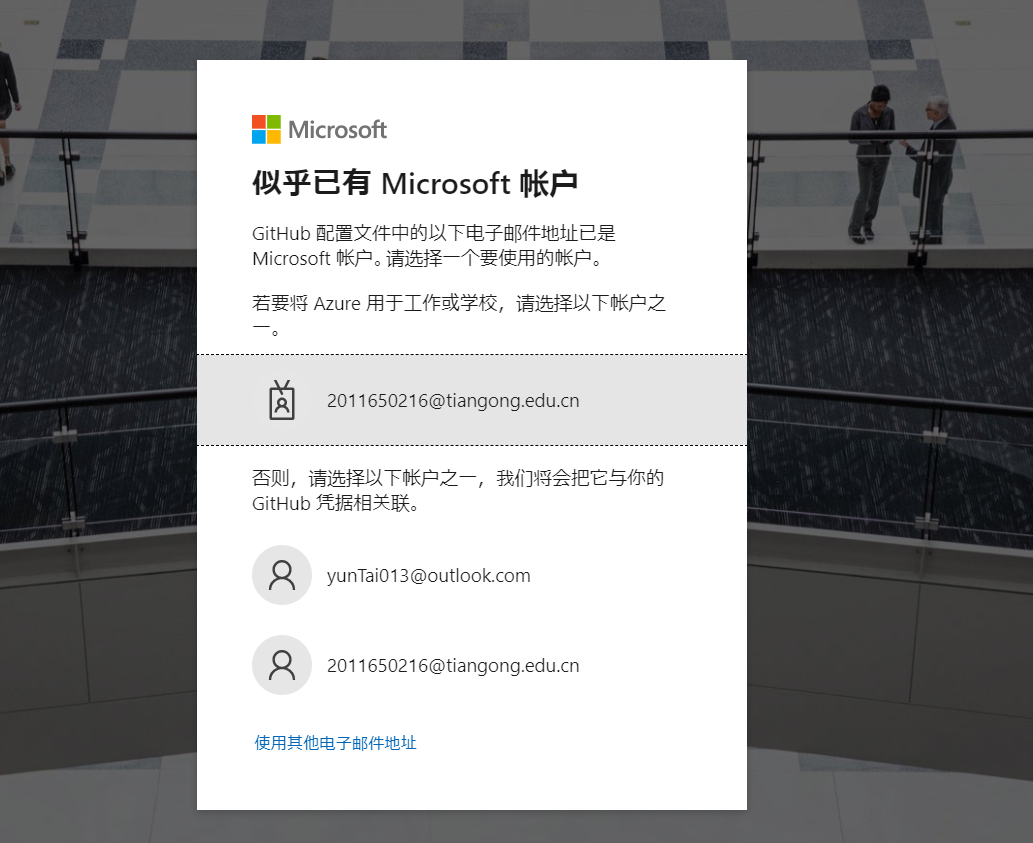 Microsoft
似乎已有 Microsoft 帐户
GitHub 配置文件中的以下电子邮件地址已是
Microsoft 帐户。请选择一个要使用的帐户。
若要将 Azure 用于工作或学校，请选择以下帐户之
一。
2011650216@tiangong.edu.cn
否则，请选择以下帐户之一，我们将会把它与你的
GitHub 凭据相关联。
yunTai013@outlook.com
2011650216@tiangong.edu.cn
使用其他电子邮件地址